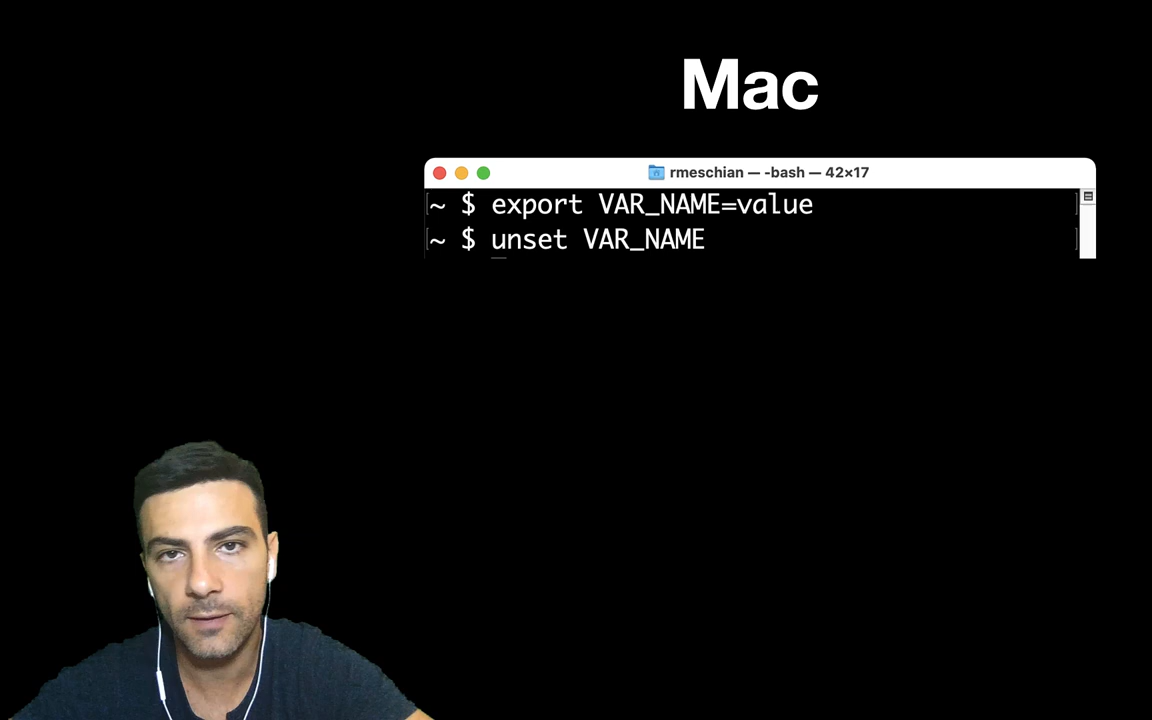 Mac
rmeschian — -bash — 42×17
~ $ export VAR_NAME=value
~ $ unset VAR_NAME